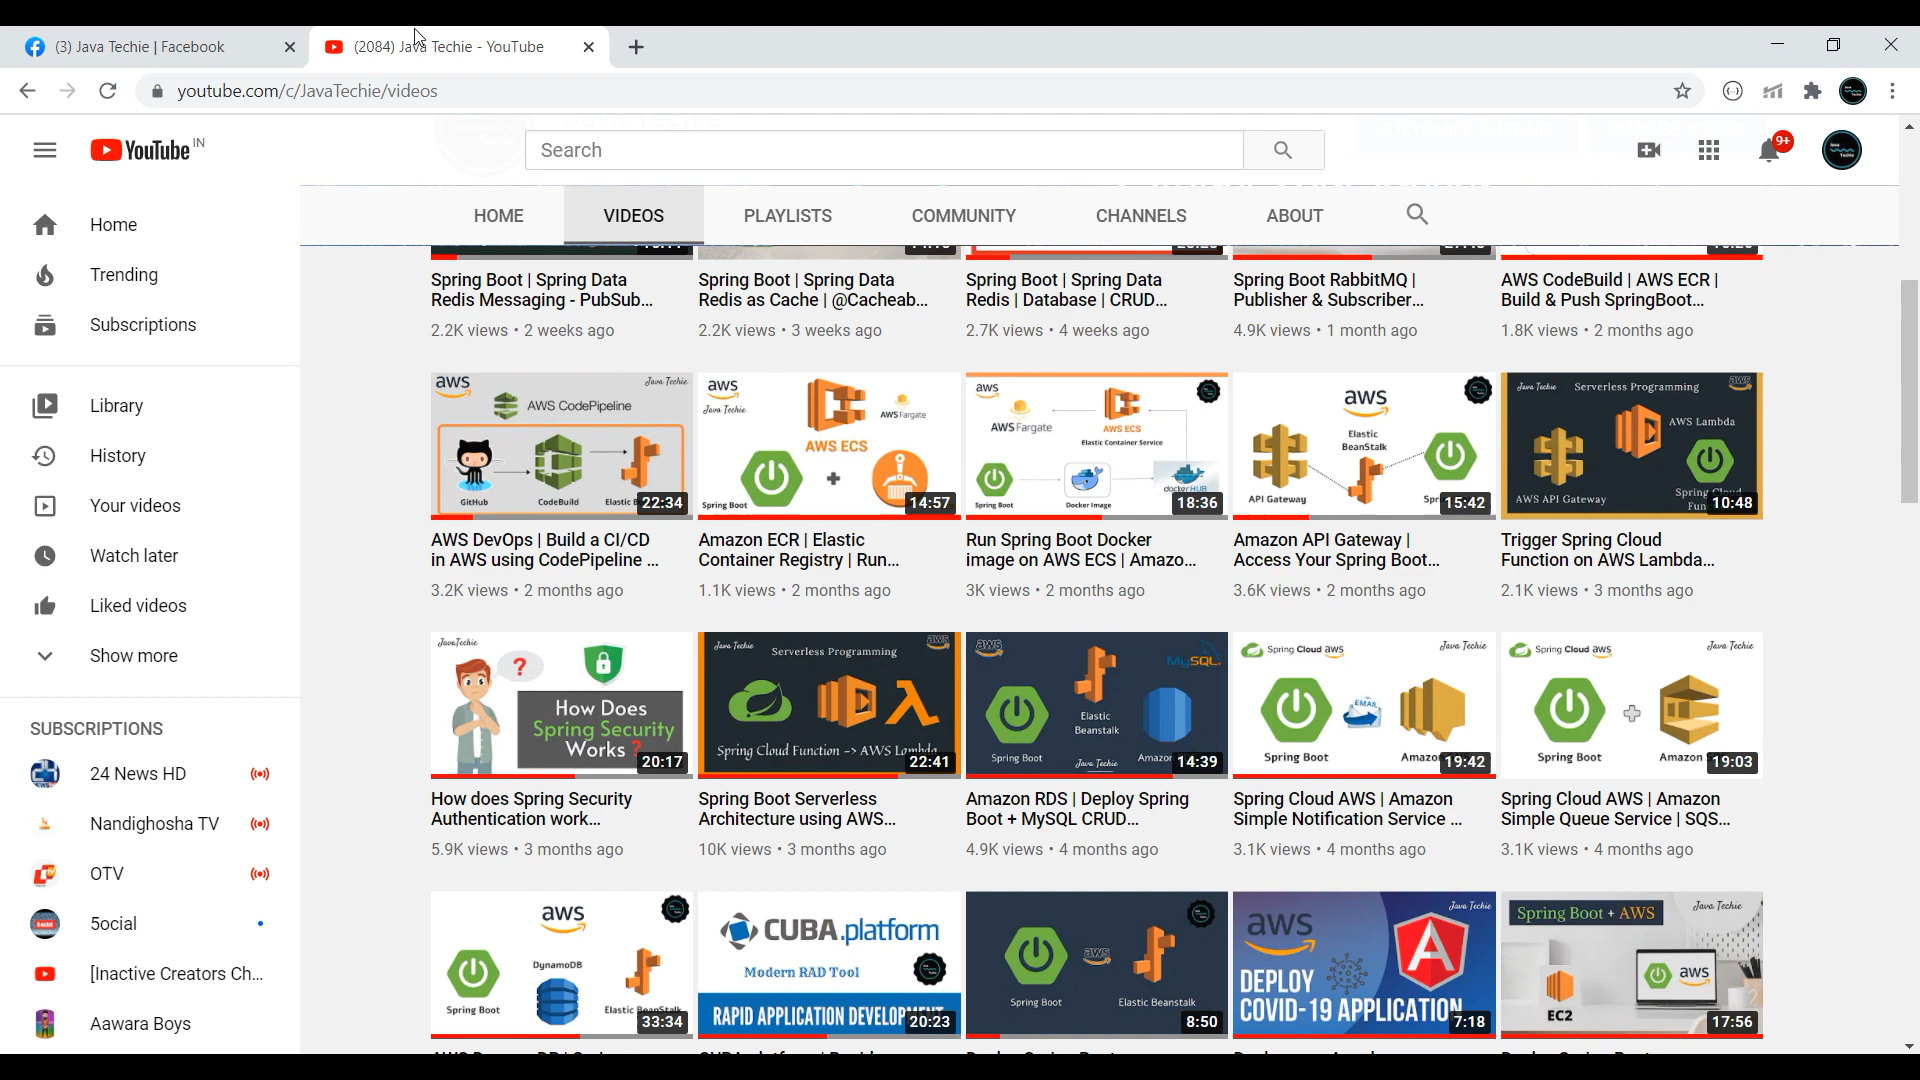 (3) Java Techie | Facebook
(2084) Java Techie - YouTube
youtube.com/c/JavaTechie/videos
YouTube IN
Search
9+
HOME
VIDEOS
PLAYLISTS
COMMUNITY
CHANNELS
ABOUT
Home
Trending
Subscriptions
Library
History
Your videos
Watch later
Liked videos
Show more
SUBSCRIPTIONS
24 News HD
Nandighosha TV
OTV
5ocial
[Inactive Creators Ch...
Aawara Boys
Spring Boot | Spring Data
Redis Messaging - PubSub...
2.2K views • 2 weeks ago
Spring Boot | Spring Data
Redis as Cache | @Cacheab...
2.2K views • 3 weeks ago
Spring Boot | Spring Data
Redis | Database | CRUD...
2.7K views • 4 weeks ago
Spring Boot RabbitMQ |
Publisher & Subscriber...
4.9K views • 1 month ago
AWS CodeBuild | AWS ECR |
Build & Push SpringBoot...
1.8K views • 2 months ago
aws
Java Techie
AWS CodePipeline
GitHub
CodeBuild
Elastic
22:34
AWS DevOps | Build a CI/CD
in AWS using CodePipeline ...
3.2K views • 2 months ago
aws
Java Techie
AWS Fargate
AWS ECS
Spring Boot
14:57
Amazon ECR | Elastic
Container Registry | Run...
1.1K views • 2 months ago
aws
AWS Fargate
AWS ECS
Elastic Container Service
docker HUB
Spring Boot
Docker Image
18:36
Run Spring Boot Docker
image on AWS ECS | Amazo...
3K views • 2 months ago
aws
Elastic
BeanStalk
API Gateway
15:42
Amazon API Gateway |
Access Your Spring Boot...
3.6K views • 2 months ago
Java Techie
Serverless Programming
aws
AWS Lambda
AWS API Gateway
Spring Cloud
10:48
Trigger Spring Cloud
Function on AWS Lambda...
2.1K views • 3 months ago
JavaTechie
?
How Does
Spring Security
Works ?
20:17
How does Spring Security
Authentication work...
5.9K views • 3 months ago
Java Techie
Serverless Programming
aws
Spring Cloud Function -> AWS Lambda
22:41
Spring Boot Serverless
Architecture using AWS...
10K views • 3 months ago
aws
MySQL
Elastic
Beanstalk
Spring Boot
Java Techie
Amazon
14:39
Amazon RDS | Deploy Spring
Boot + MySQL CRUD...
4.9K views • 4 months ago
Spring Cloud aws
Java Techie
EMAIL
Spring Boot
Amazon
19:42
Spring Cloud AWS | Amazon
Simple Notification Service ...
3.1K views • 4 months ago
Spring Cloud aws
Java Techie
Spring Boot
Amazon
19:03
Spring Cloud AWS | Amazon
Simple Queue Service | SQS...
3.1K views • 4 months ago
aws
DynamoDB
Spring Boot
Elastic BeanStalk
33:34
CUBA.platform
Modern RAD Tool
RAPID APPLICATION DEVELOPMENT
20:23
aws
Spring Boot
Elastic Beanstalk
8:50
Java Techie
aws
DEPLOY
COVID-19 APPLICATION
7:18
Spring Boot + AWS
Java Techie
aws
EC2
17:56